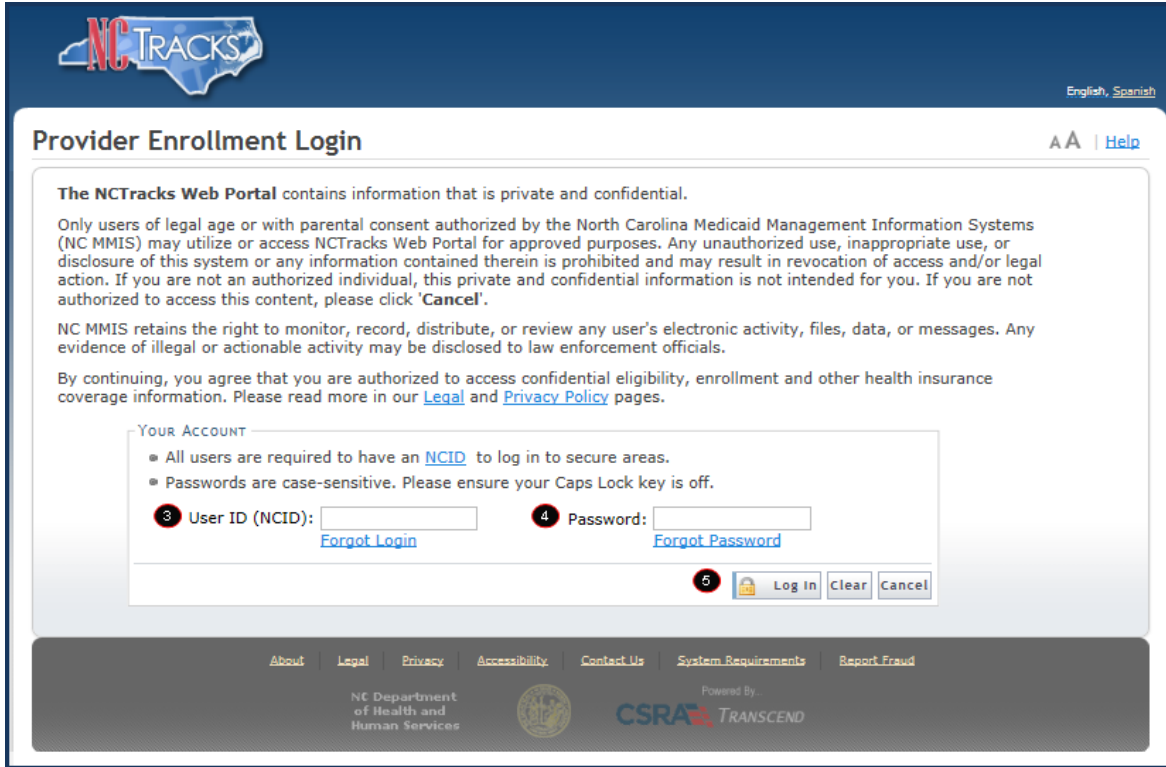 NCTRACKS
English, Spanish
Provider Enrollment Login
A A | Help
The NCTracks Web Portal contains information that is private and confidential.
Only users of legal age or with parental consent authorized by the North Carolina Medicaid Management Information Systems
(NC MMIS) may utilize or access NCTracks Web Portal for approved purposes. Any unauthorized use, inappropriate use, or
disclosure of this system or any information contained therein is prohibited and may result in revocation of access and/or legal
action. If you are not an authorized individual, this private and confidential information is not intended for you. If you are not
authorized to access this content, please click 'Cancel'.
NC MMIS retains the right to monitor, record, distribute, or review any user's electronic activity, files, data, or messages. Any
evidence of illegal or actionable activity may be disclosed to law enforcement officials.
By continuing, you agree that you are authorized to access confidential eligibility, enrollment and other health insurance
coverage information. Please read more in our Legal and Privacy Policy pages.
YOUR ACCOUNT
All users are required to have an NCID to log in to secure areas.
Passwords are case-sensitive. Please ensure your Caps Lock key is off.
3 User ID (NCID): 4 Password:
Forgot Login Forgot Password
5 Log In Clear Cancel
About Legal Privacy Accessibility Contact Us System Requirements Report Fraud
NC Department
of Health and
Human Services
Powered By...
CSRA TRANSCEND